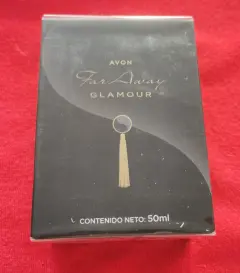 AVON
Far Away
GLAMOUR
CONTENIDO NETO: 50ml